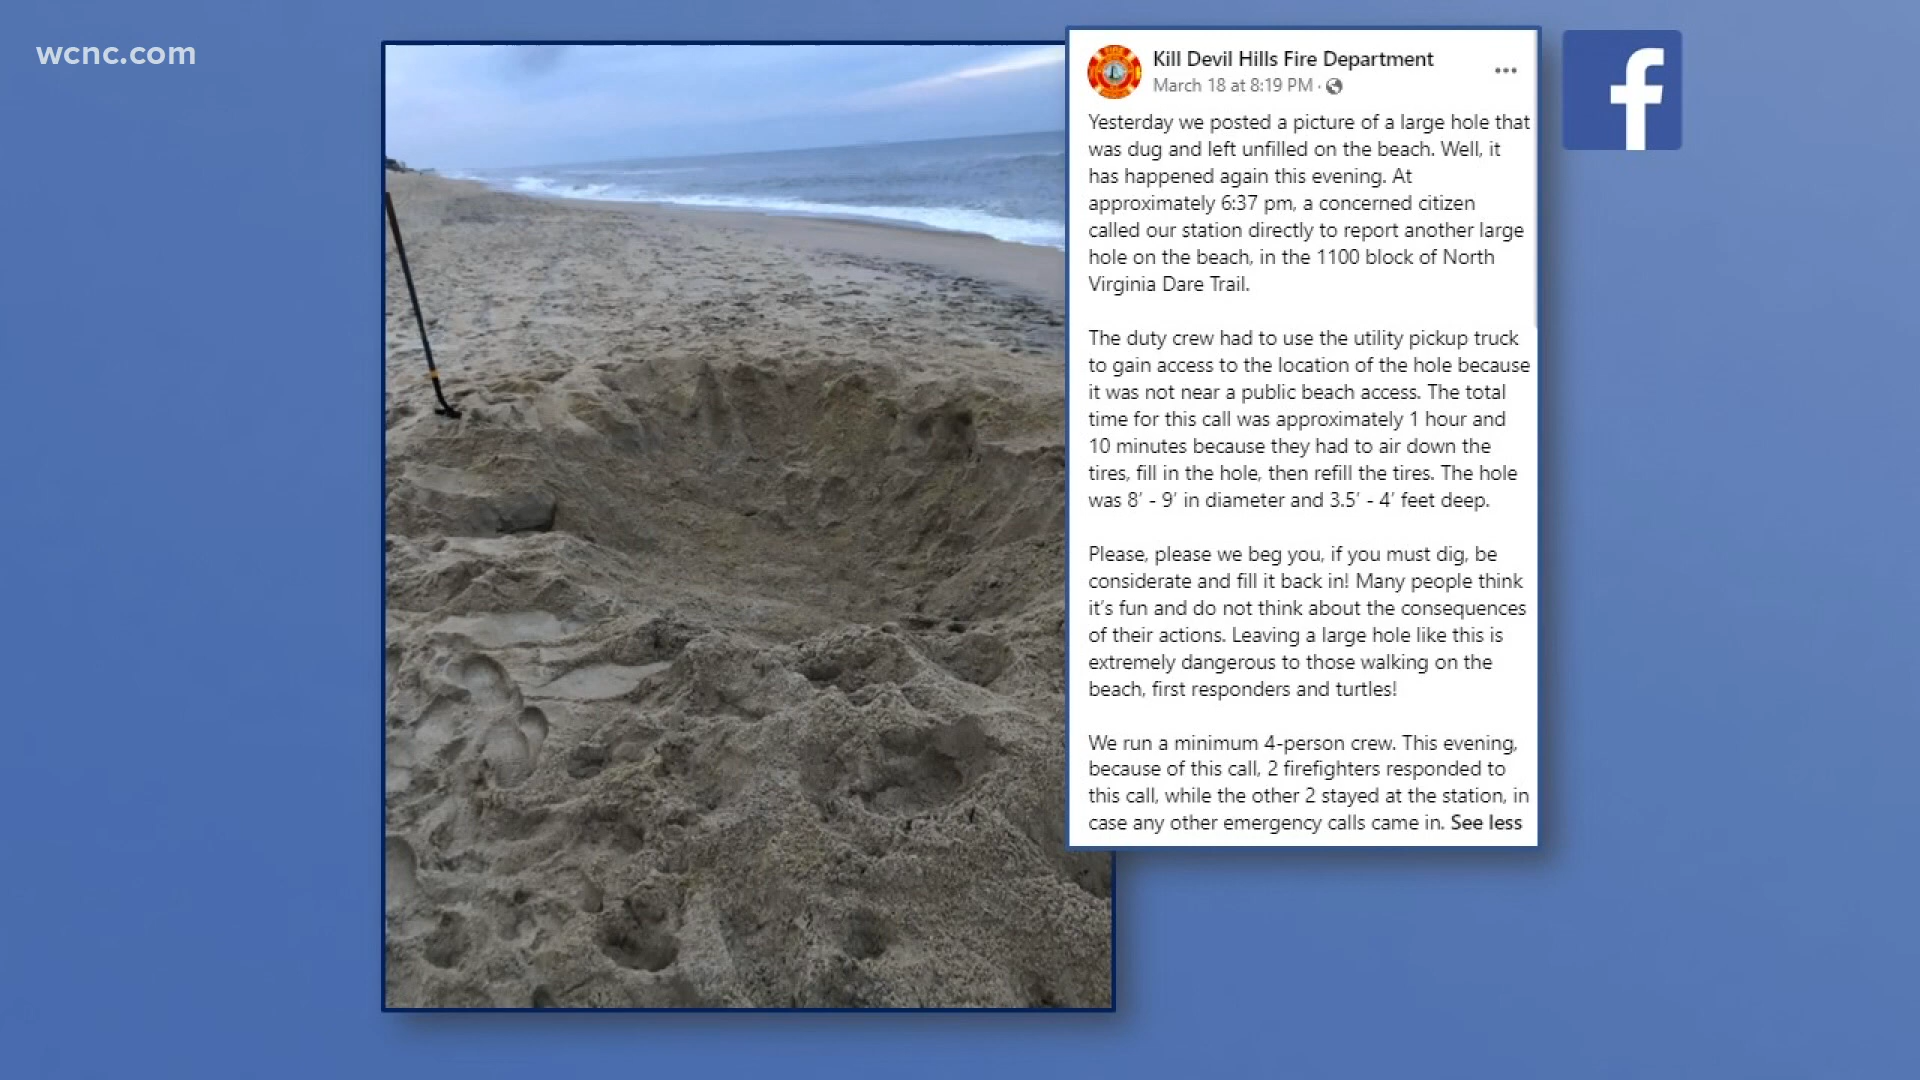 wcnc.com
Kill Devil Hills Fire Department
March 18 at 8:19 PM ·
Yesterday we posted a picture of a large hole that
was dug and left unfilled on the beach. Well, it
has happened again this evening. At
approximately 6:37 pm, a concerned citizen
called our station directly to report another large
hole on the beach, in the 1100 block of North
Virginia Dare Trail.
The duty crew had to use the utility pickup truck
to gain access to the location of the hole because
it was not near a public beach access. The total
time for this call was approximately 1 hour and
10 minutes because they had to air down the
tires, fill in the hole, then refill the tires. The hole
was 8’ - 9’ in diameter and 3.5’ - 4’ feet deep.
Please, please we beg you, if you must dig, be
considerate and fill it back in! Many people think
it’s fun and do not think about the consequences
of their actions. Leaving a large hole like this is
extremely dangerous to those walking on the
beach, first responders and turtles!
We run a minimum 4-person crew. This evening,
because of this call, 2 firefighters responded to
this call, while the other 2 stayed at the station, in
case any other emergency calls came in. See less